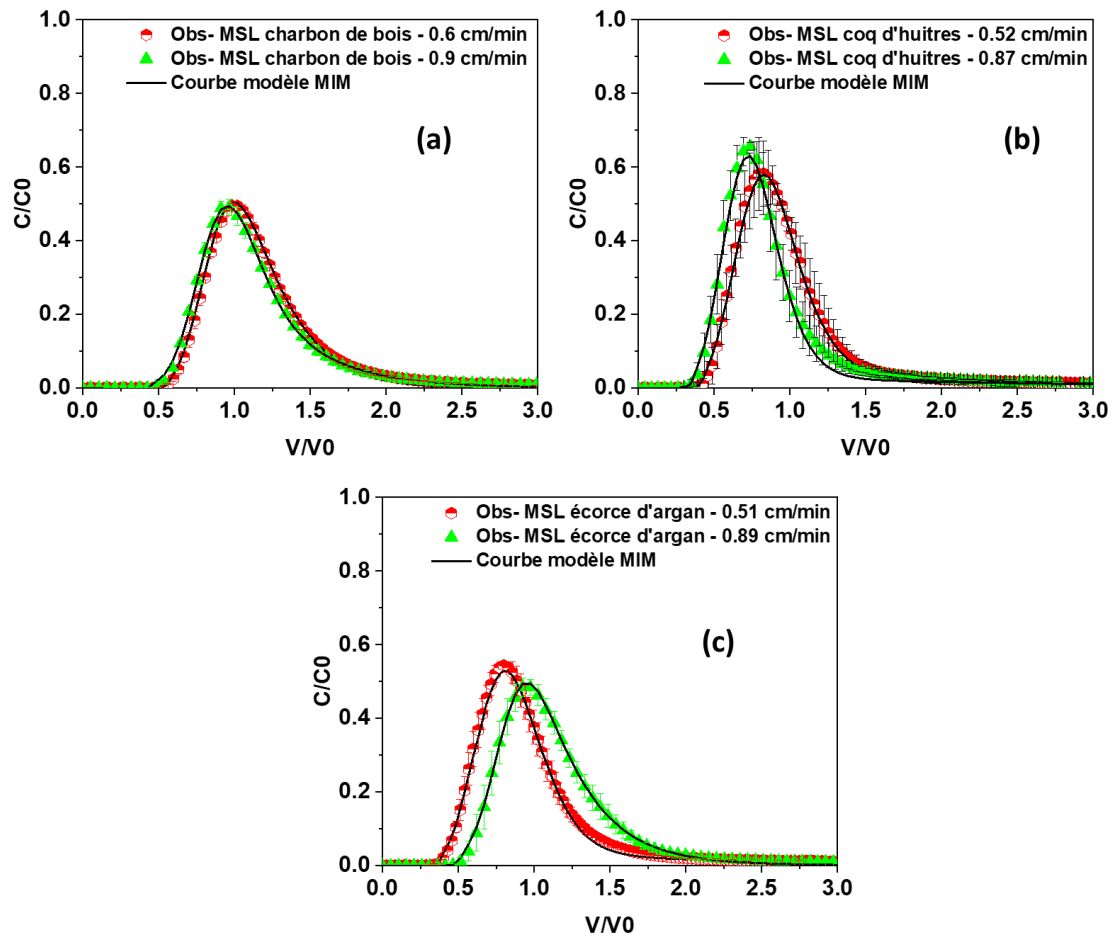 Obs- MSL charbon de bois - 0.6 cm/min
Obs- MSL charbon de bois - 0.9 cm/min
Courbe modèle MIM
(a)
C/C0
1.0
0.8
0.6
0.4
0.2
0.0
0.0 0.5 1.0 1.5 2.0 2.5 3.0
V/V0
Obs- MSL coq d'huitres - 0.52 cm/min
Obs- MSL coq d'huitres - 0.87 cm/min
Courbe modèle MIM
(b)
C/C0
1.0
0.8
0.6
0.4
0.2
0.0
0.0 0.5 1.0 1.5 2.0 2.5 3.0
V/V0
Obs- MSL écorce d'argan - 0.51 cm/min
Obs- MSL écorce d'argan - 0.89 cm/min
Courbe modèle MIM
(c)
C/C0
1.0
0.8
0.6
0.4
0.2
0.0
0.0 0.5 1.0 1.5 2.0 2.5 3.0
V/V0